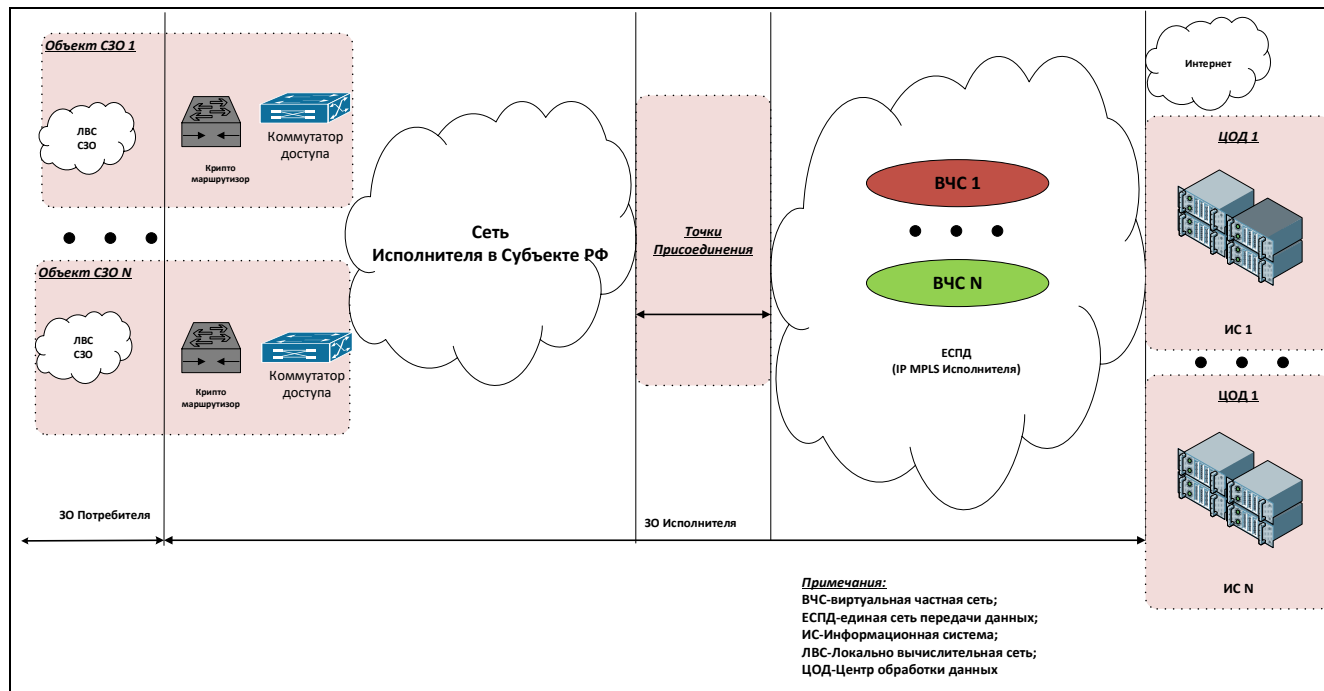 Объект СЗО 1
ЛВС
СЗО
Крипто
маршрутизор
Коммутатор
доступа
Объект СЗО N
ЛВС
СЗО
Крипто
маршрутизор
Коммутатор
доступа
Сеть
Исполнителя в Субъекте РФ
Точки
Присоединения
ВЧС 1
ВЧС N
ЕСПД
(IP MPLS Исполнителя)
Интернет
ЦОД 1
ИС 1
ЦОД 1
ИС N
ЗО Потребителя
ЗО Исполнителя
Примечания:
ВЧС-виртуальная частная сеть;
ЕСПД-единая сеть передачи данных;
ИС-Информационная система;
ЛВС-Локально вычислительная сеть;
ЦОД-Центр обработки данных